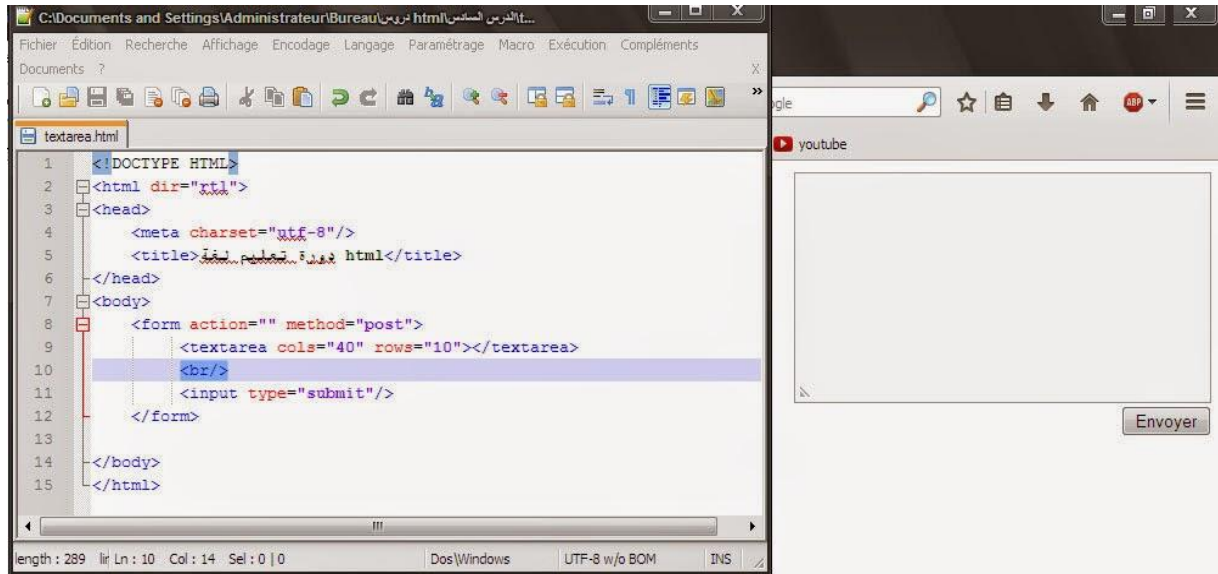 C:\Documents and Settings\Administrateur\Bureau\دروس html\الدرس السادس\t...
Fichier Édition Recherche Affichage Encodage Langage Paramétrage Macro Exécution Compléments
Documents ? X
textarea.html
1 <!DOCTYPE HTML>
2 <html dir="rtl">
3 <head>
4 <meta charset="utf-8"/>
5 <title>دورة تعليم لغة html</title>
6 </head>
7 <body>
8 <form action="" method="post">
9 <textarea cols="40" rows="10"></textarea>
10 <br/>
11 <input type="submit"/>
12 </form>
13
14 </body>
15 </html>
length : 289 lir Ln : 10 Col : 14 Sel : 0 | 0 Dos\Windows UTF-8 w/o BOM INS
ogle
ABP
youtube
Envoyer